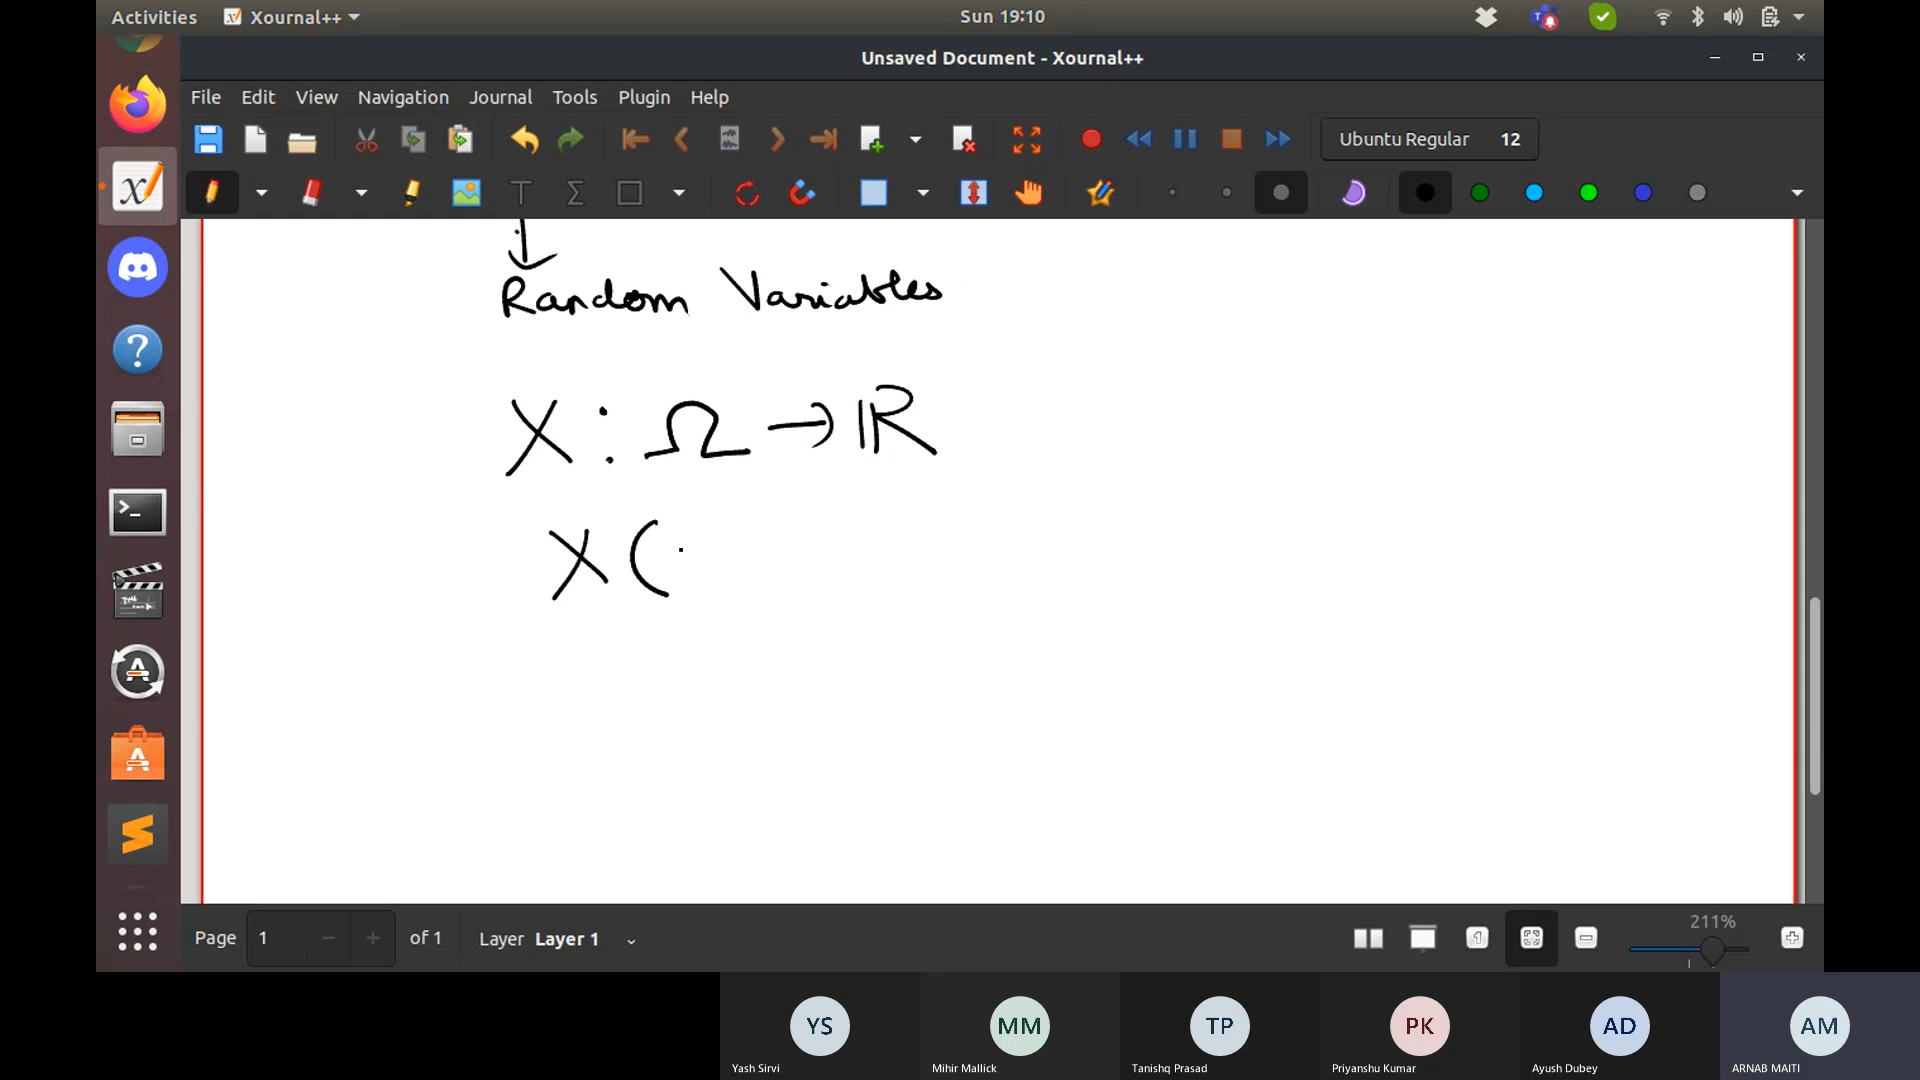 Activities Xournal++ Sun 19:10
Unsaved Document - Xournal++
File Edit View Navigation Journal Tools Plugin Help
Ubuntu Regular 12
Random Variables
X : Ω → ℝ
X (
Page 1 of 1 Layer Layer 1 211%
YS MM TP PK AD AM
Yash Sirvi Mihir Mallick Tanishq Prasad Priyanshu Kumar Ayush Dubey ARNAB MAITI